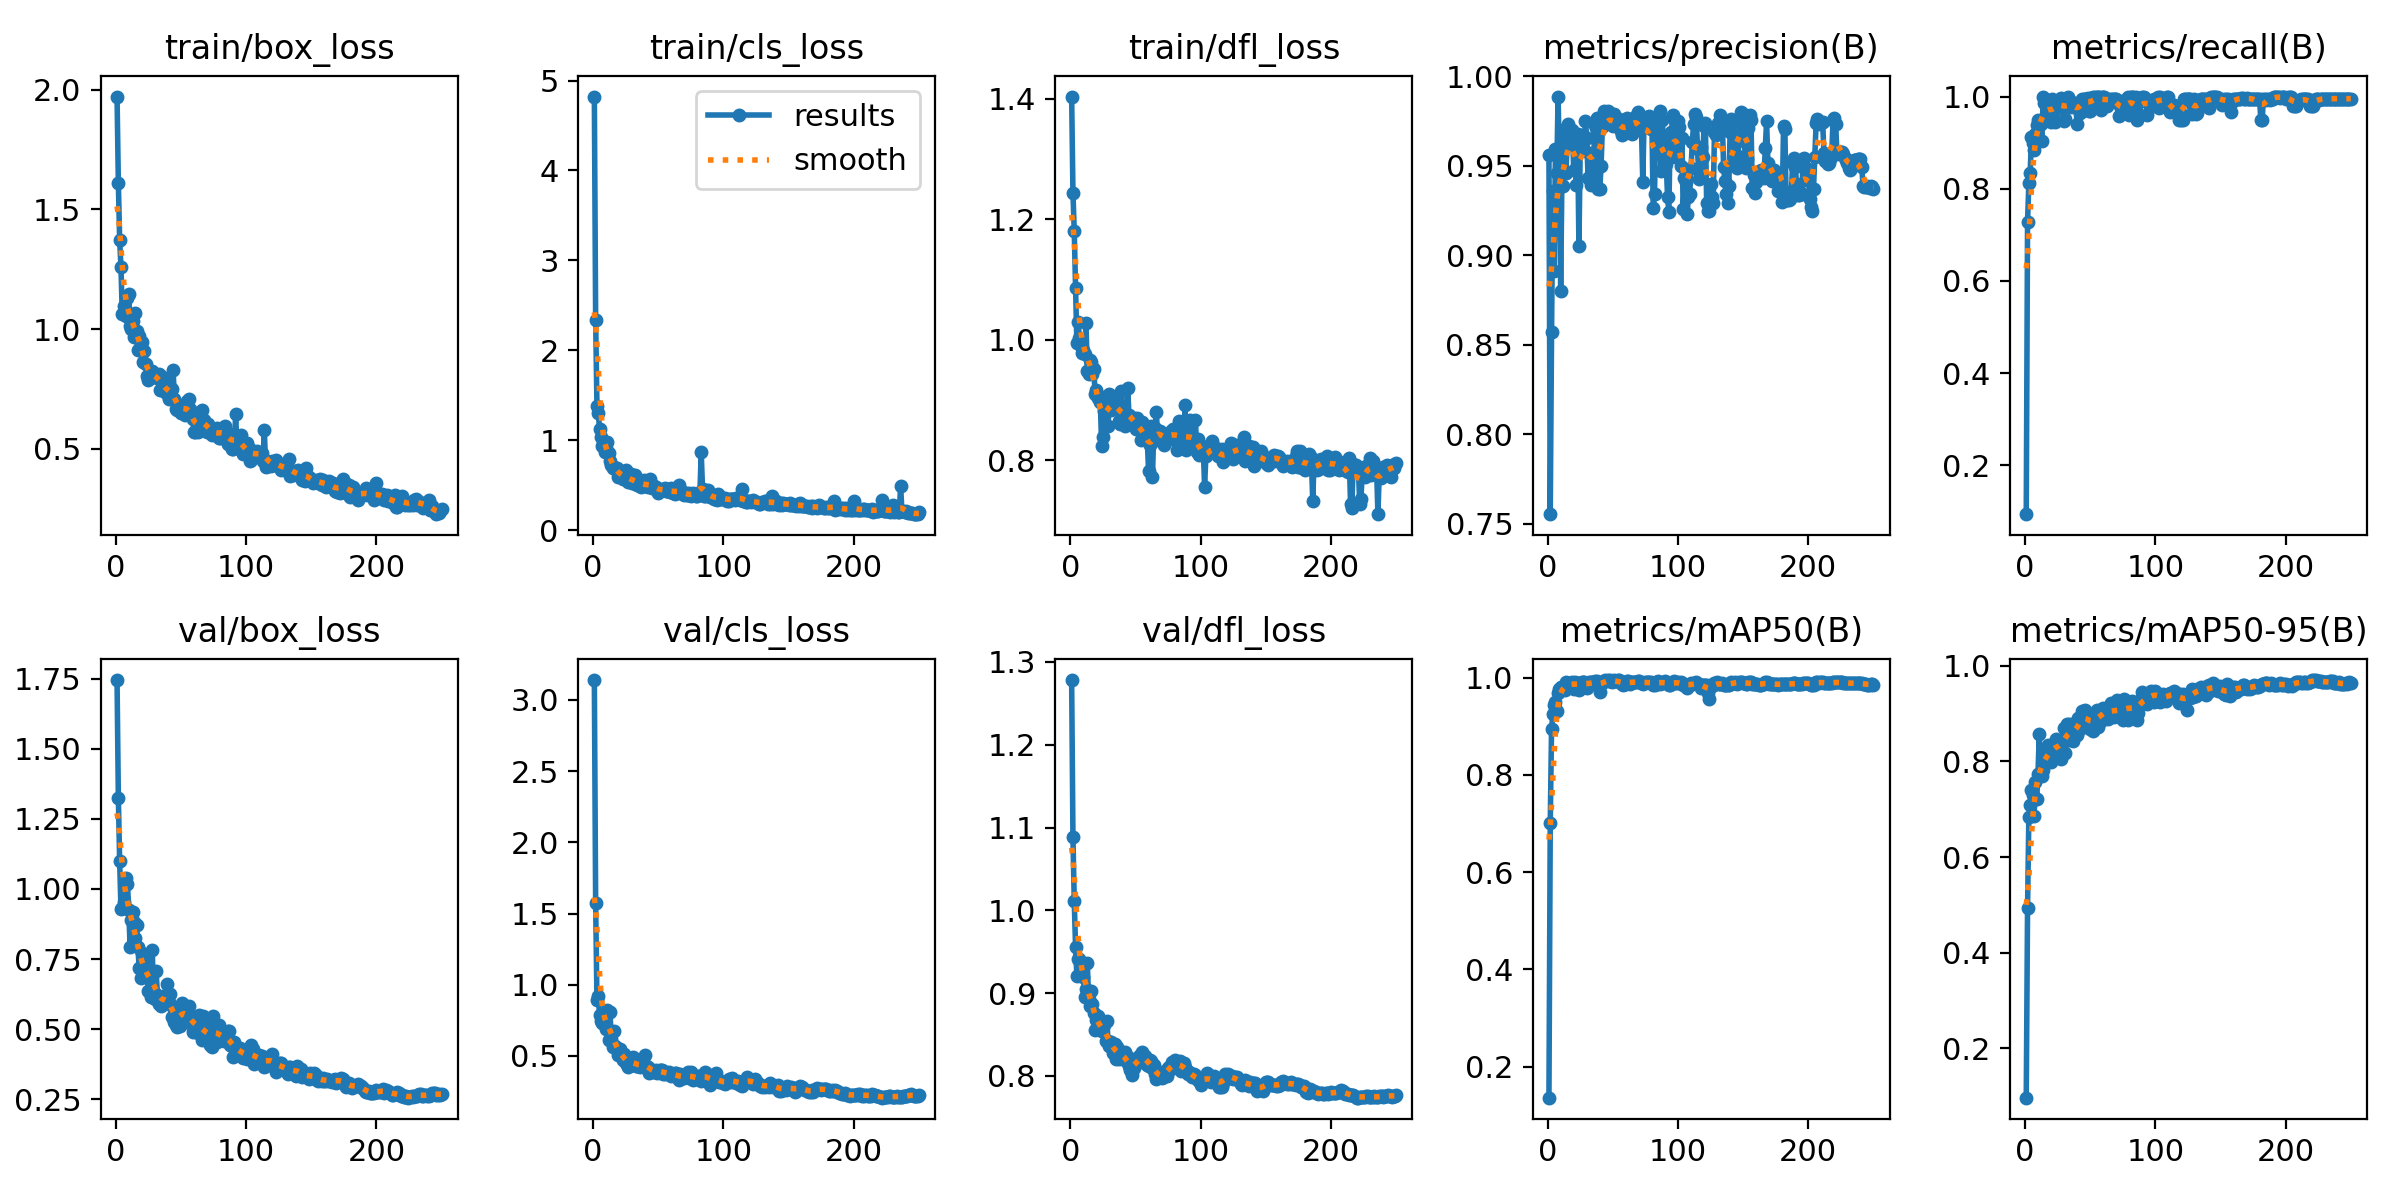 train/box_loss
2.0
1.5
1.0
0.5
0 100 200
train/cls_loss
5
4
3
2
1
0
results
smooth
0 100 200
train/dfl_loss
1.4
1.2
1.0
0.8
0 100 200
metrics/precision(B)
1.00
0.95
0.90
0.85
0.80
0.75
0 100 200
metrics/recall(B)
1.0
0.8
0.6
0.4
0.2
0 100 200
val/box_loss
1.75
1.50
1.25
1.00
0.75
0.50
0.25
0 100 200
val/cls_loss
3.0
2.5
2.0
1.5
1.0
0.5
0 100 200
val/dfl_loss
1.3
1.2
1.1
1.0
0.9
0.8
0 100 200
metrics/mAP50(B)
1.0
0.8
0.6
0.4
0.2
0 100 200
metrics/mAP50-95(B)
1.0
0.8
0.6
0.4
0.2
0 100 200